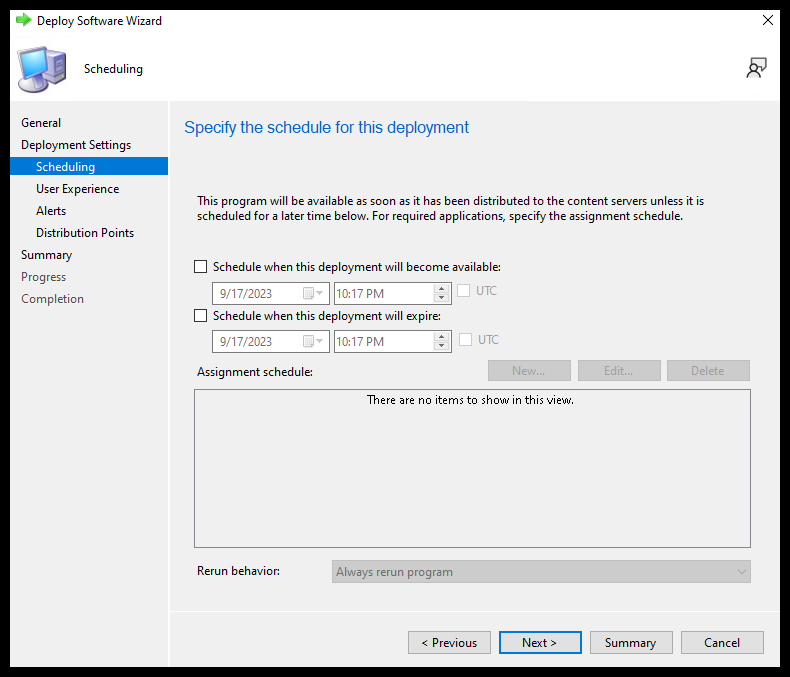 Deploy Software Wizard
Scheduling
General
Deployment Settings
Scheduling
User Experience
Alerts
Distribution Points
Summary
Progress
Completion
Specify the schedule for this deployment
This program will be available as soon as it has been distributed to the content servers unless it is
scheduled for a later time below. For required applications, specify the assignment schedule.
Schedule when this deployment will become available:
9/17/2023 10:17 PM UTC
Schedule when this deployment will expire:
9/17/2023 10:17 PM UTC
Assignment schedule: New... Edit... Delete
There are no items to show in this view.
Rerun behavior: Always rerun program
< Previous Next > Summary Cancel